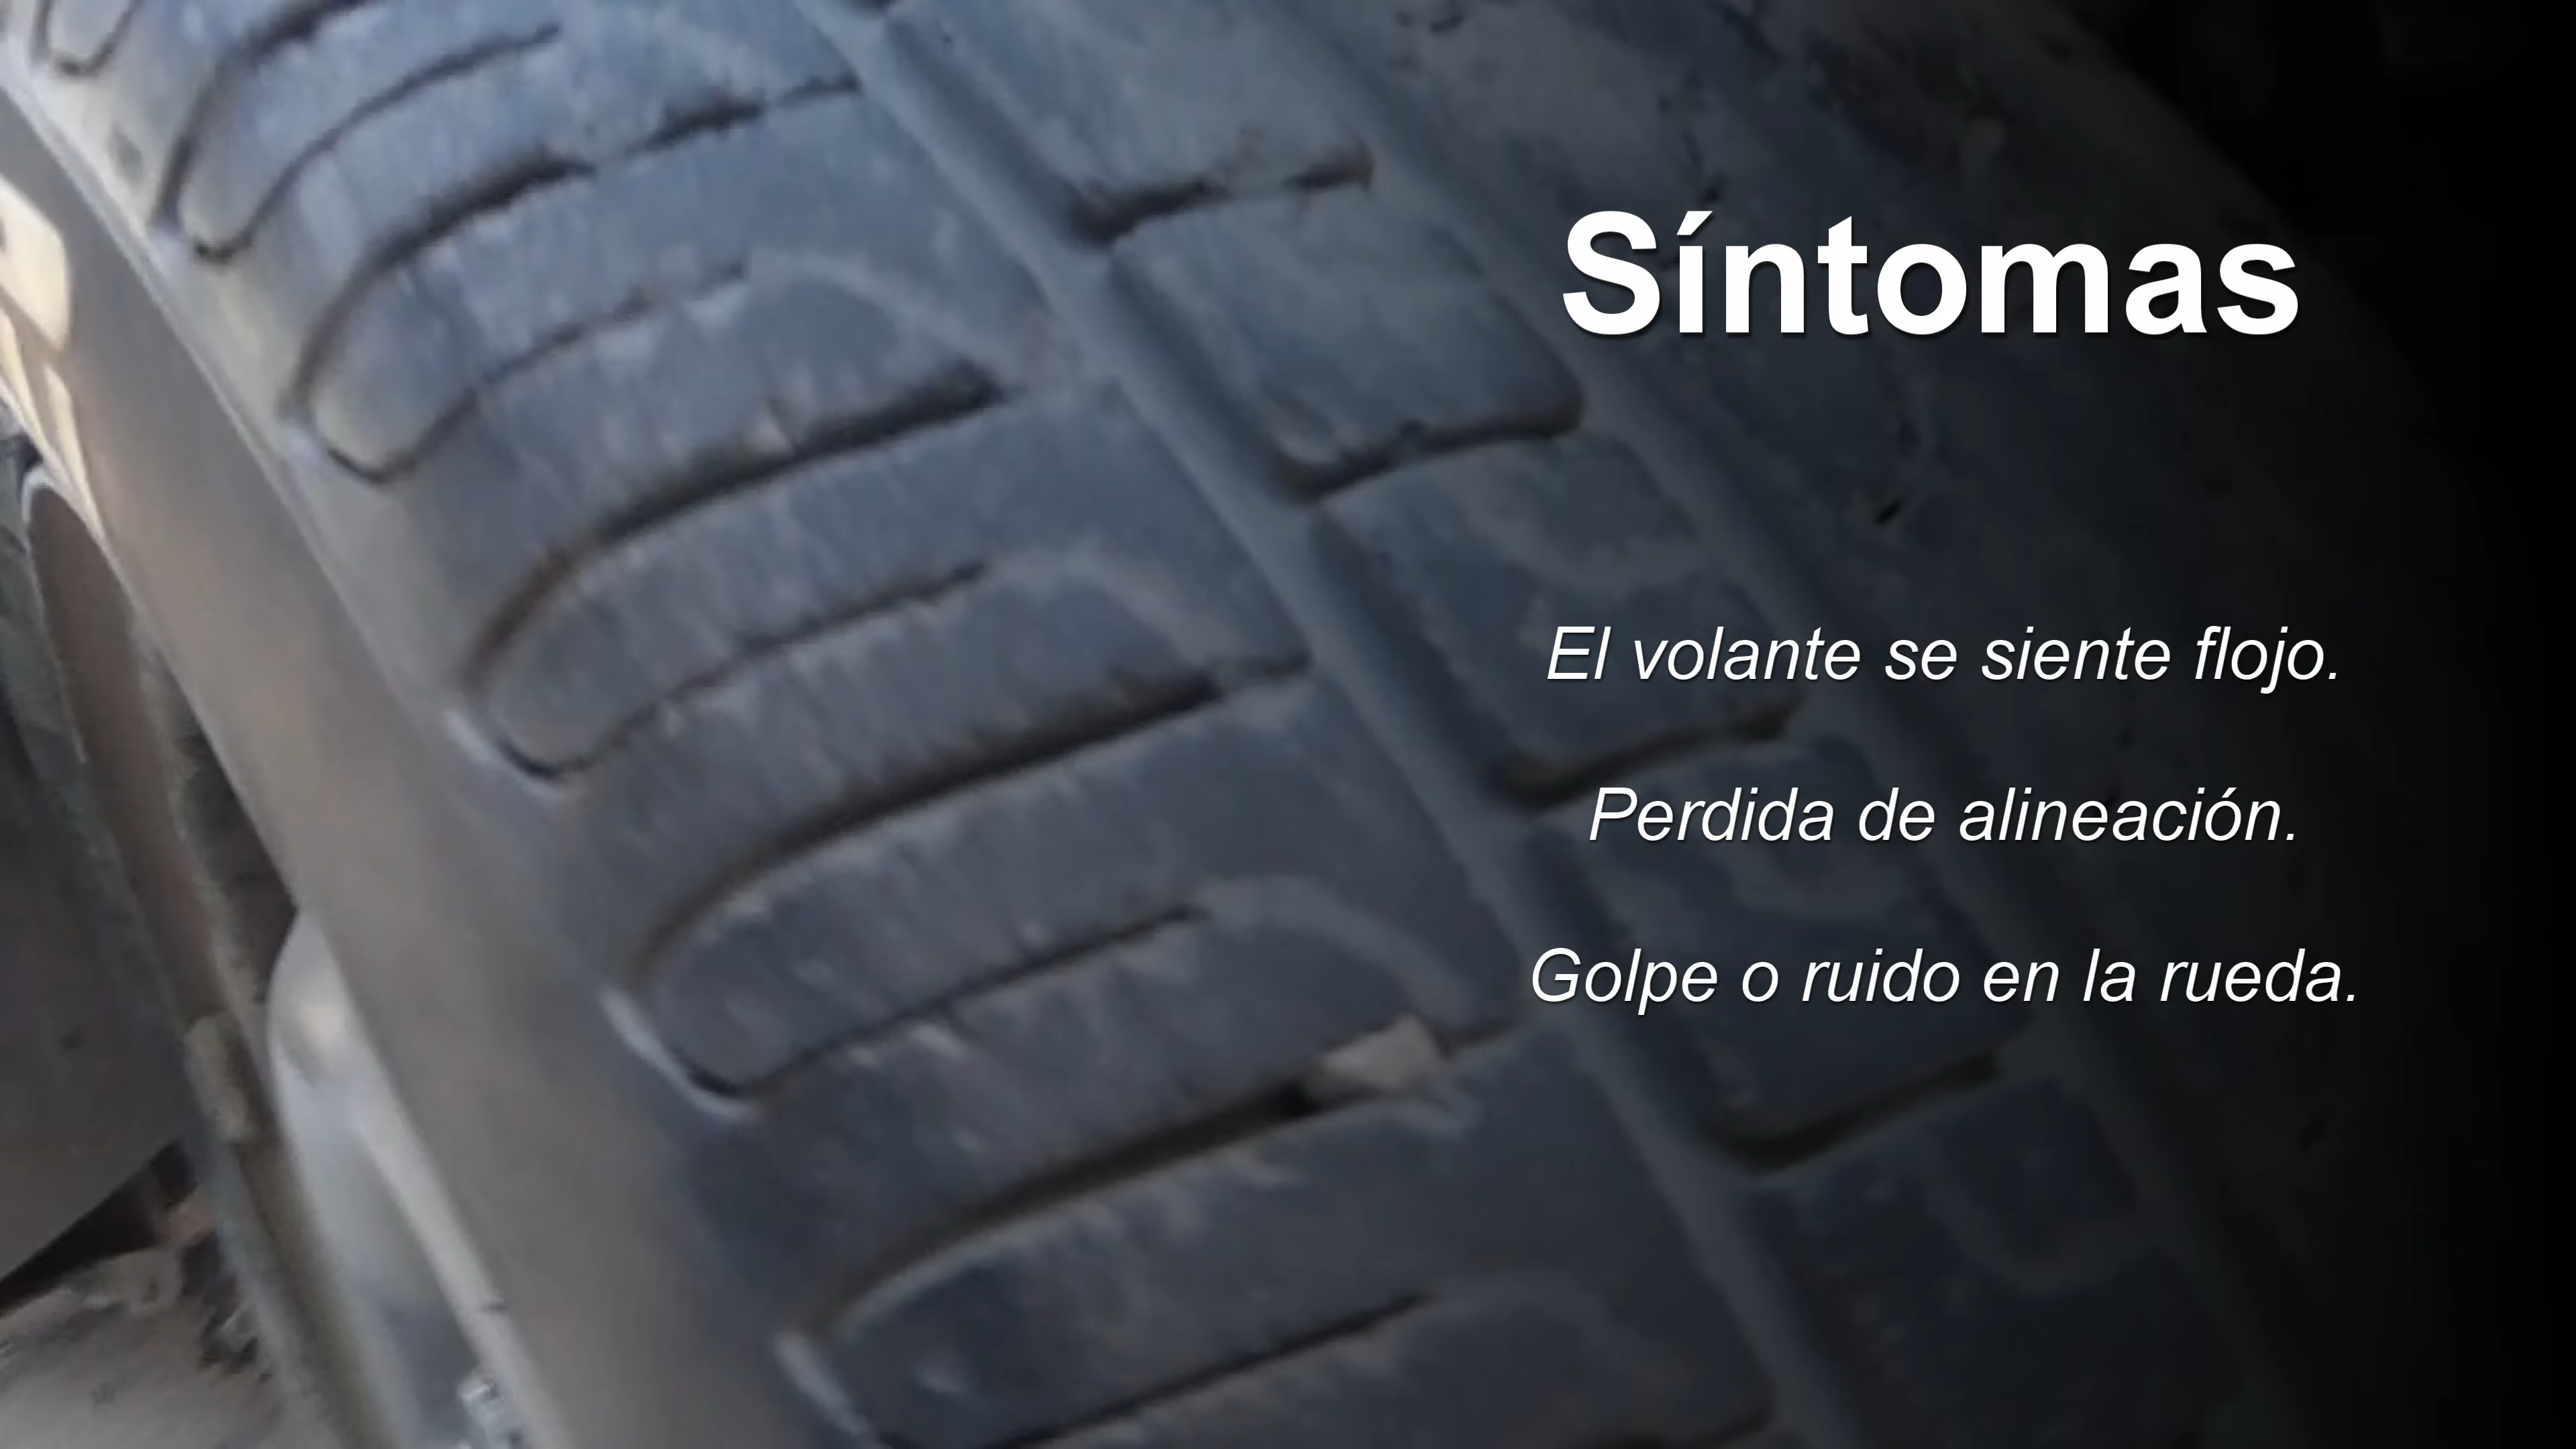 Síntomas
El volante se siente flojo.
Perdida de alineación.
Golpe o ruido en la rueda.